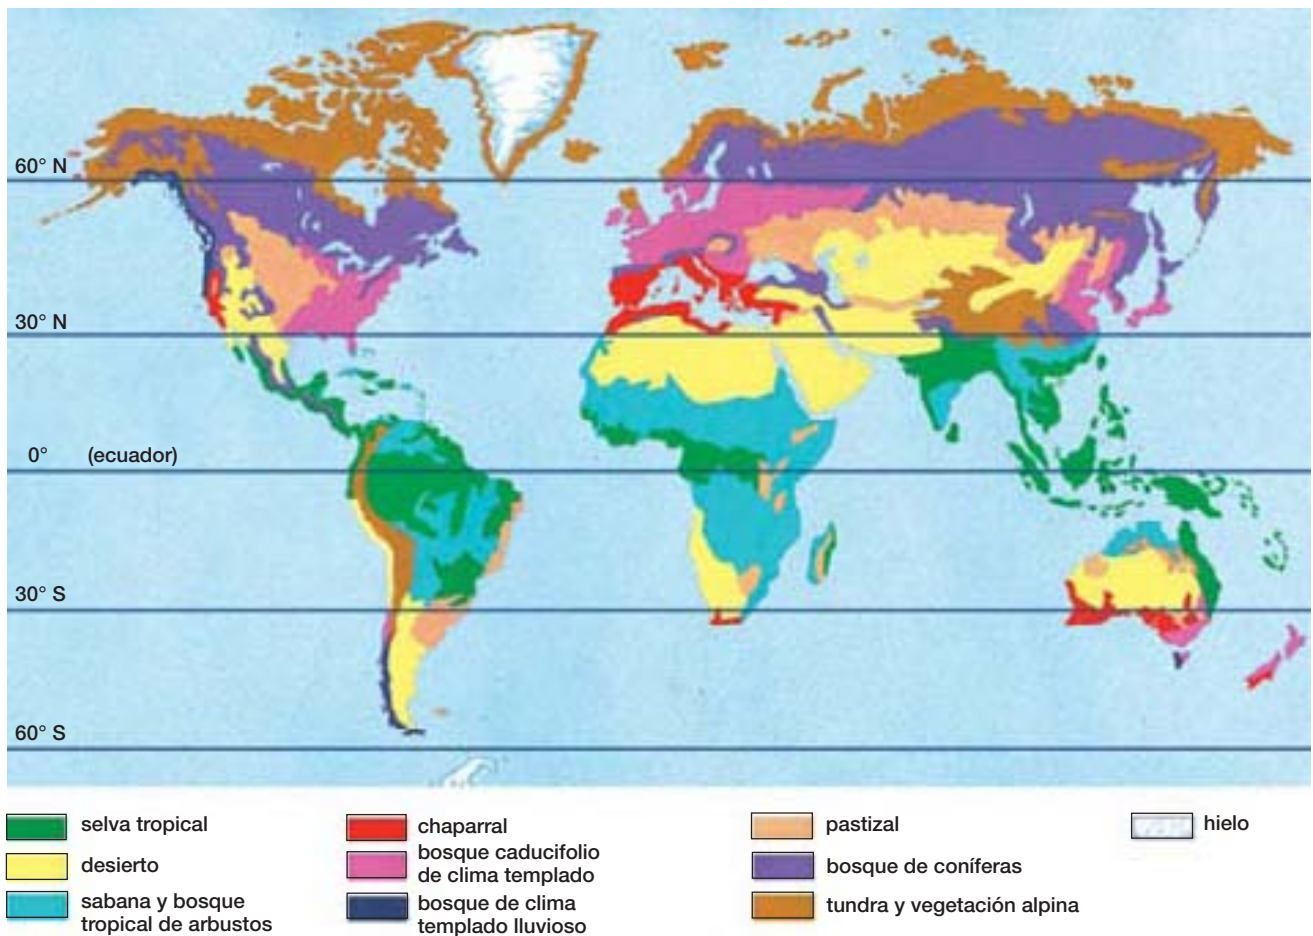 60° N
30° N
0° (ecuador)
30° S
60° S
selva tropical
desierto
sabana y bosque
tropical de arbustos
chaparral
bosque caducifolio
de clima templado
bosque de clima
templado lluvioso
pastizal
bosque de coníferas
tundra y vegetación alpina
hielo